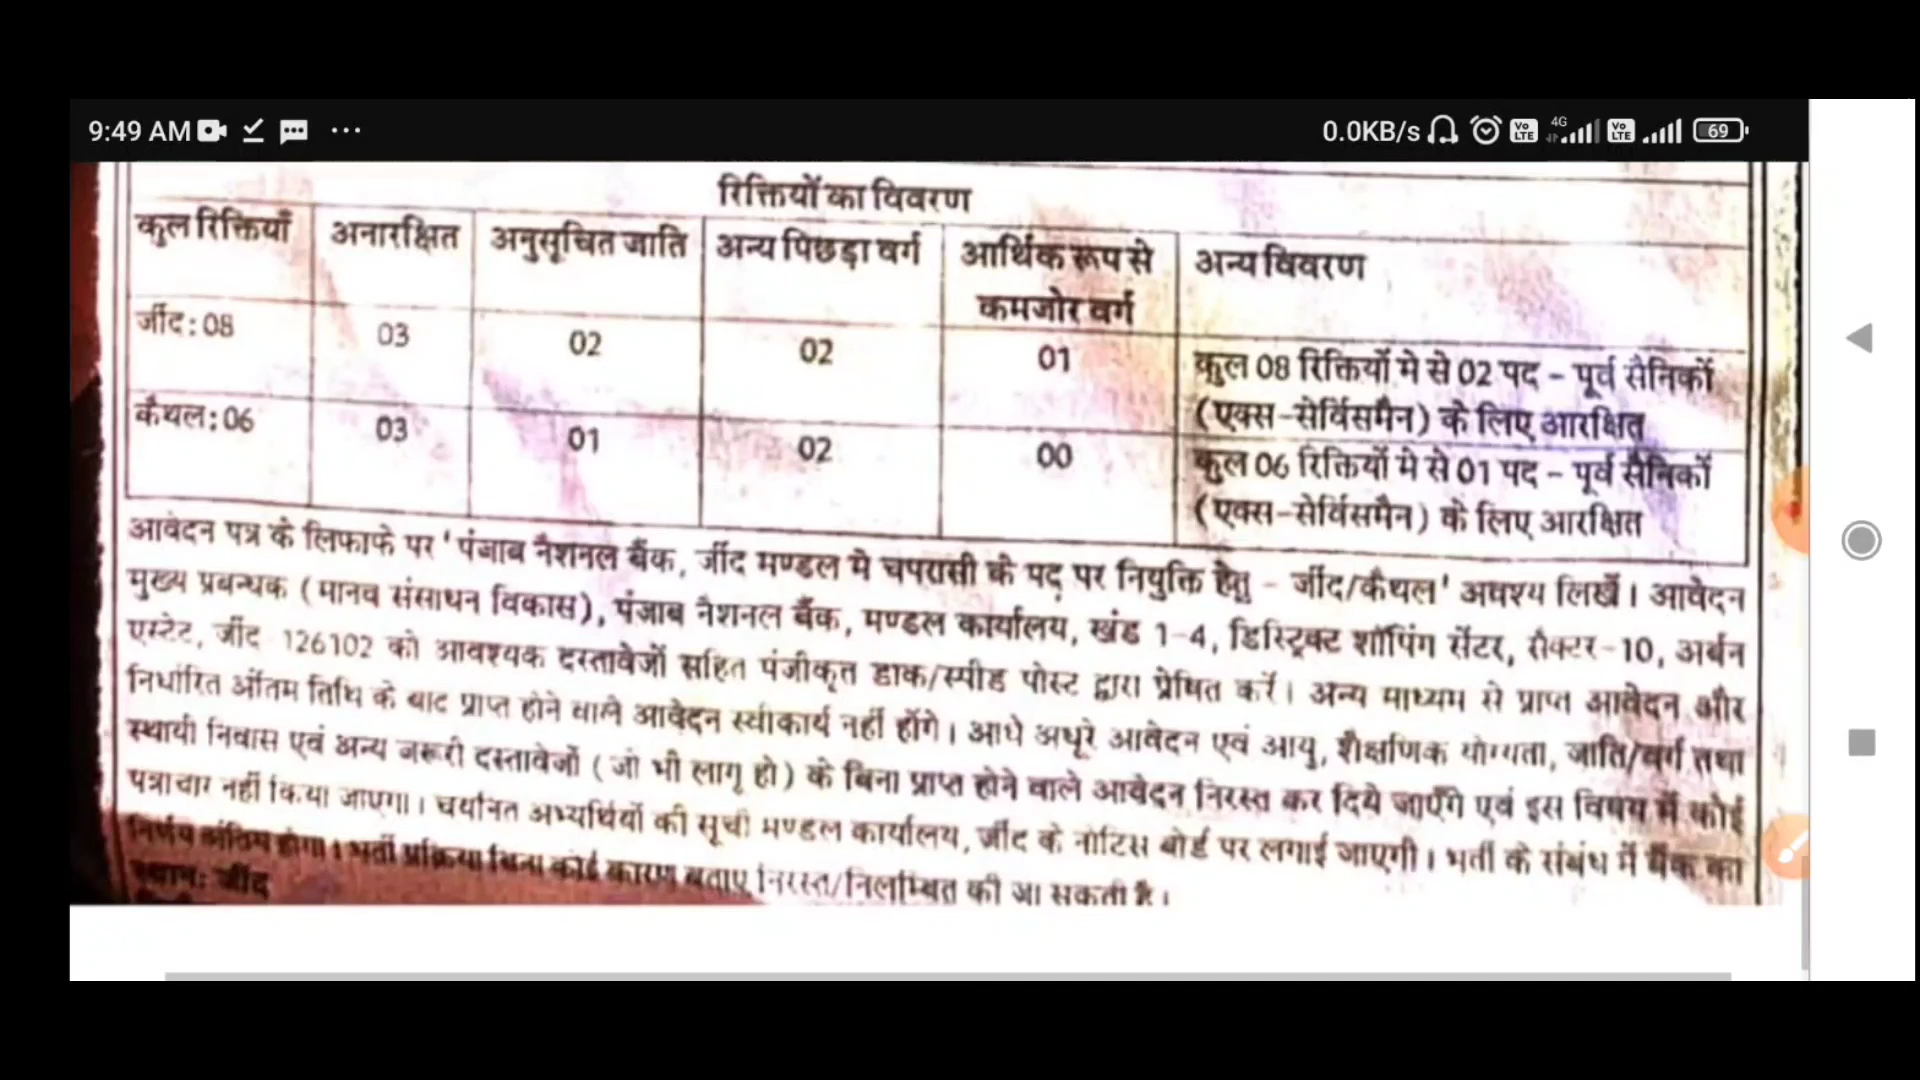 9:49 AM ... 0.0KB/s Vo LTE 4G Vo LTE 69
रिक्तियों का विवरण
कुल रिक्तियाँ अनारक्षित अनुसूचित जाति अन्य पिछड़ा वर्ग आर्थिक रूप से कमजोर वर्ग अन्य विवरण
जींद: 08 03 02 02 01 कुल 08 रिक्तियों मे से 02 पद - पूर्व सैनिकों
(एक्स-सेर्विसमैन) के लिए आरक्षित
कैथल: 06 03 01 02 00 कुल 06 रिक्तियों मे से 01 पद - पूर्व सैनिकों
(एक्स-सेर्विसमैन) के लिए आरक्षित
आवेदन पत्र के लिफाफे पर 'पंजाब नैशनल बैंक, जींद मण्डल मे चपरासी के पद पर नियुक्ति हेतु - जींद/कैथल' अवश्य लिखें। आवेदन
मुख्य प्रबन्धक (मानव संसाधन विकास), पंजाब नैशनल बैंक, मण्डल कार्यालय, खंड 1-4, डिस्ट्रिक्ट शॉपिंग सेंटर, सैक्टर-10, अर्बन
एस्टेट, जींद 126102 को आवश्यक दस्तावेजों सहित पंजीकृत डाक/स्पीड पोस्ट द्वारा प्रेषित करें। अन्य माध्यम से प्राप्त आवेदन और
निर्धारित अंतिम तिथि के बाद प्राप्त होने वाले आवेदन स्वीकार्य नहीं होंगे। आधे अधूरे आवेदन एवं आयु, शैक्षणिक योग्यता, जाति/वर्ग तथा
स्थायी निवास एवं अन्य जरूरी दस्तावेजों (जो भी लागू हो) के बिना प्राप्त होने वाले आवेदन निरस्त कर दिये जाएँगे एवं इस विषय में कोई
पत्राचार नहीं किया जाएगा। चयनित अभ्यर्थियों की सूची मण्डल कार्यालय, जींद के नोटिस बोर्ड पर लगाई जाएगी। भर्ती के संबंध में बैंक का
निर्णय अंतिम होगा। भर्ती प्रक्रिया बिना कोई कारण बताए निरस्त/निलम्बित की जा सकती है।
स्थान: जींद